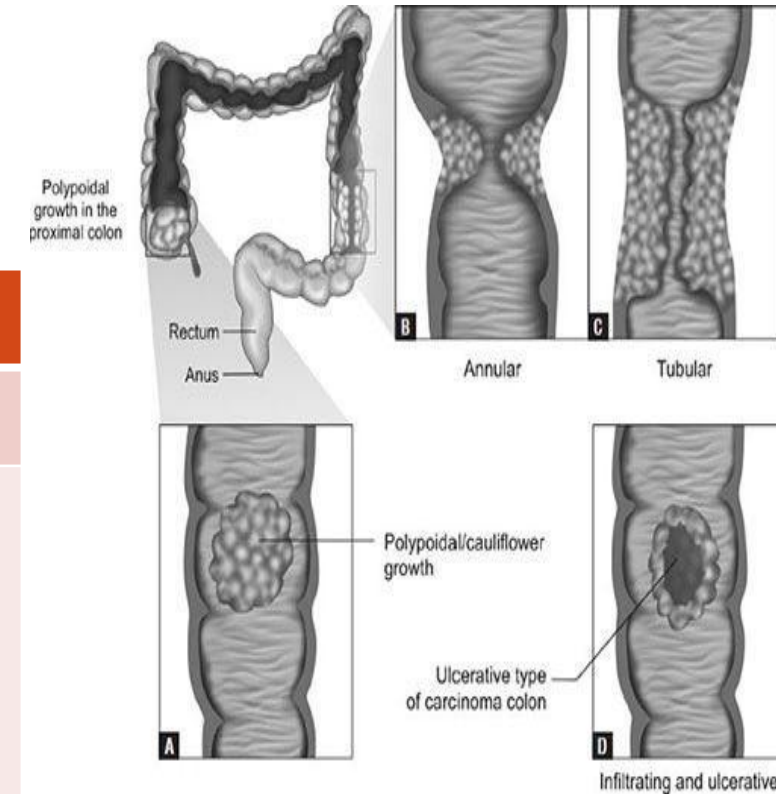 Polypoidal
growth in the
proximal colon
Rectum
Anus
B
Annular
C
Tubular
A
Polypoidal/cauliflower
growth
Ulcerative type
of carcinoma colon
D
Infiltrating and ulcerative